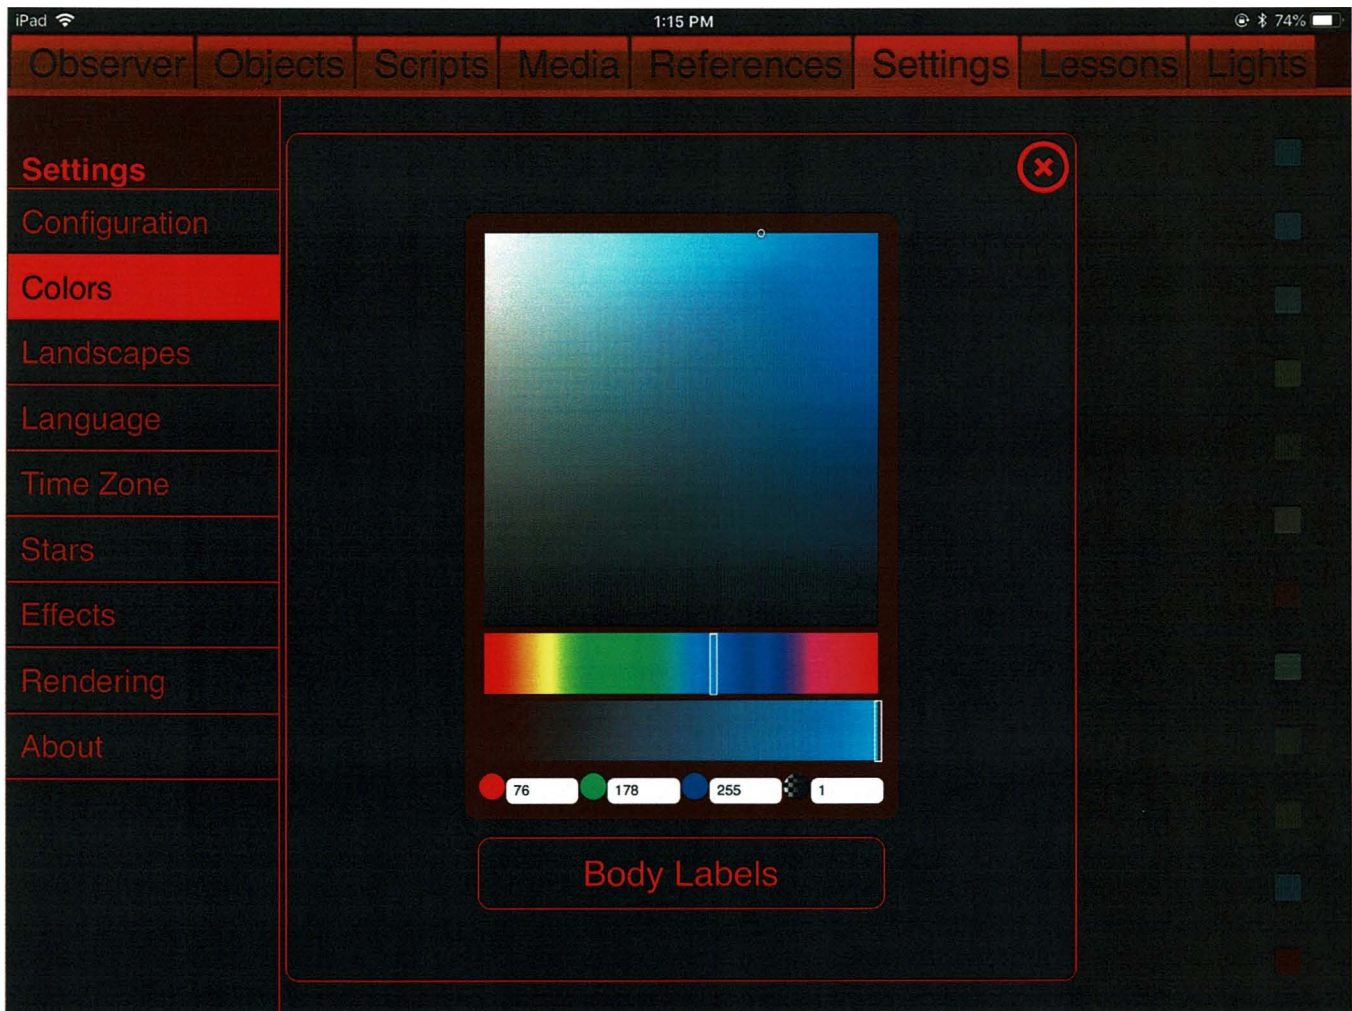 iPad 1:15 PM 74%
Observer Objects Scripts Media References Settings Lessons Lights
Settings
Configuration
Colors
Landscapes
Language
Time Zone
Stars
Effects
Rendering
About
76 178 255 1
Body Labels